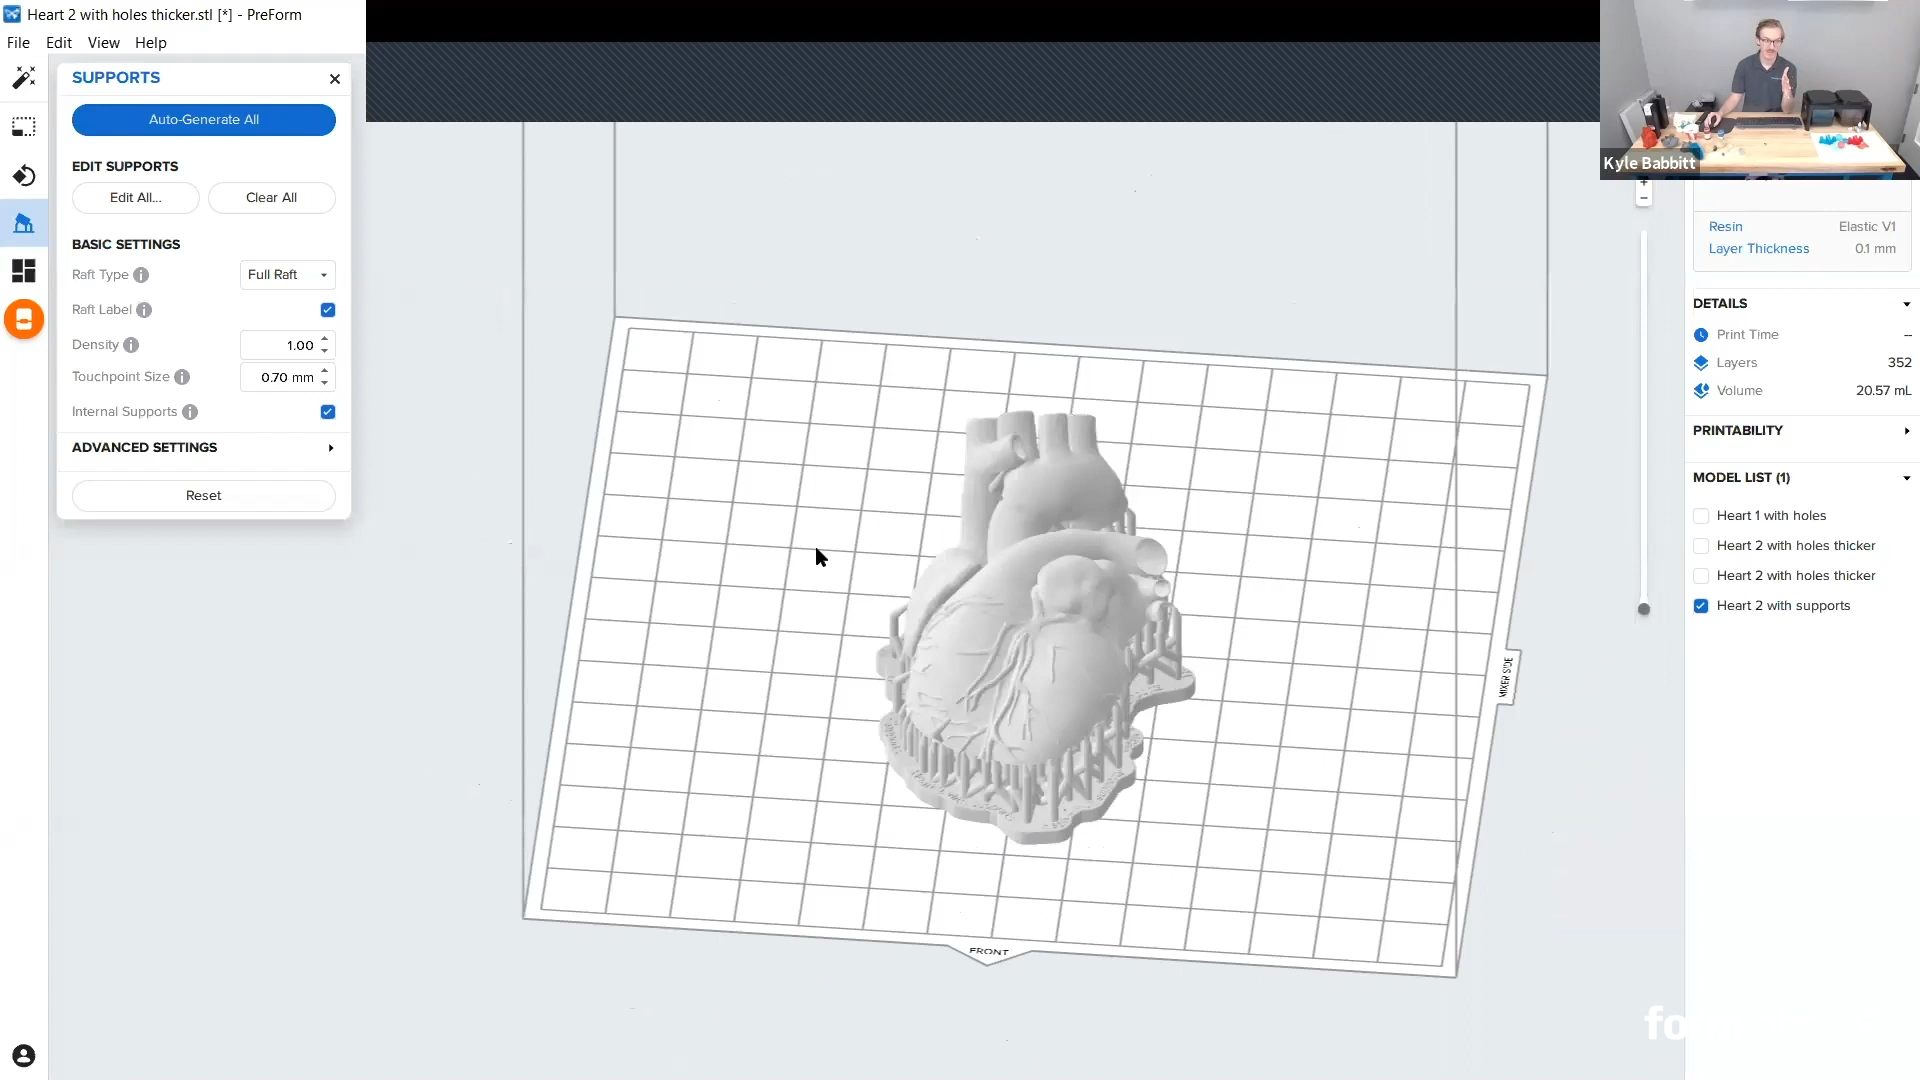 Heart 2 with holes thicker.stl [*] - PreForm
File Edit View Help
SUPPORTS
Auto-Generate All
EDIT SUPPORTS
Edit All... Clear All
BASIC SETTINGS
Raft Type Full Raft
Raft Label
Density 1.00
Touchpoint Size 0.70 mm
Internal Supports
ADVANCED SETTINGS
Reset
FRONT
MIXER SIDE
Kyle Babbitt
Resin Elastic V1
Layer Thickness 0.1 mm
DETAILS
Print Time --
Layers 352
Volume 20.57 mL
PRINTABILITY
MODEL LIST (1)
Heart 1 with holes
Heart 2 with holes thicker
Heart 2 with holes thicker
Heart 2 with supports